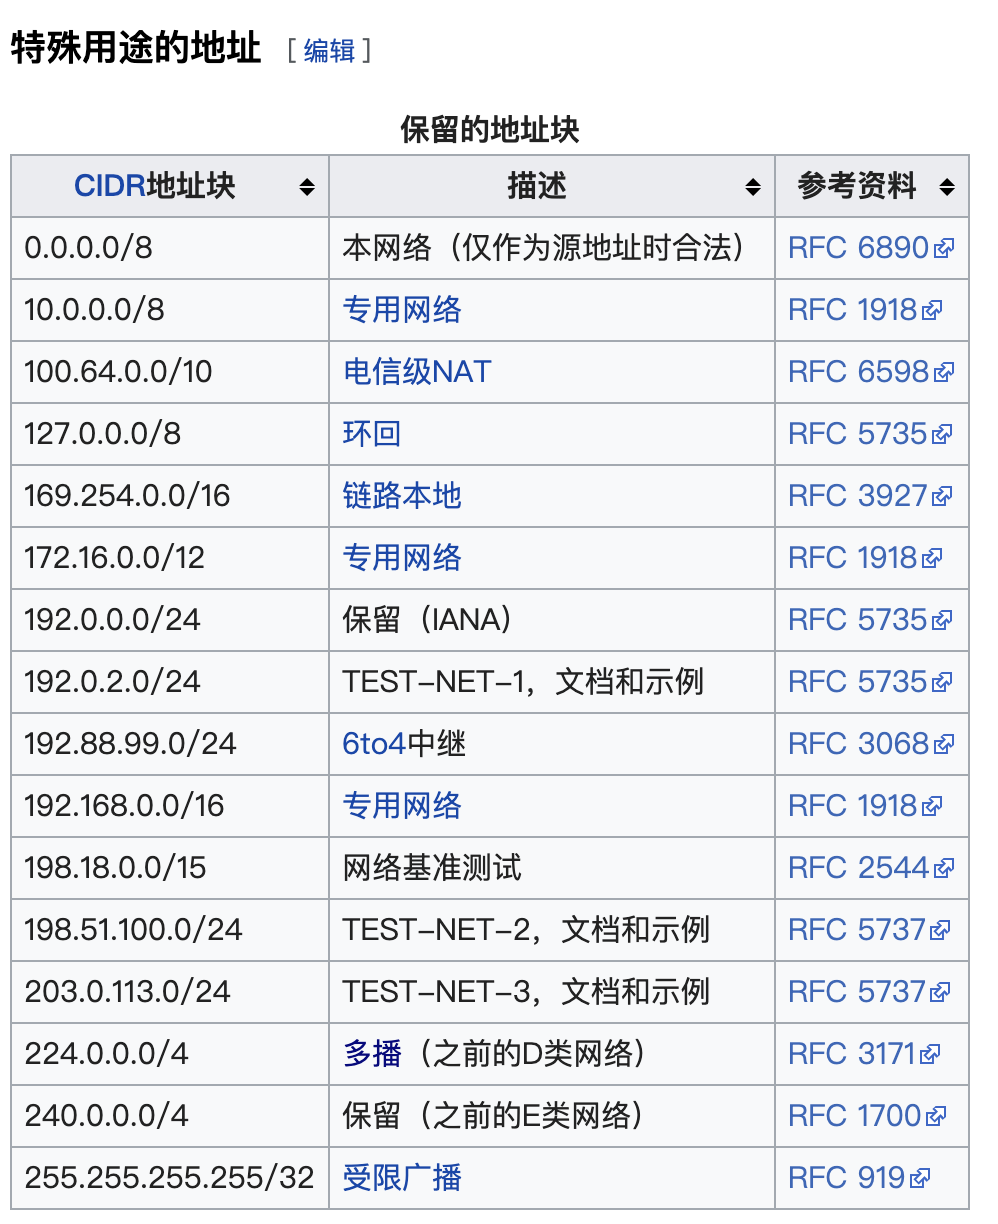 特殊用途的地址 [编辑]
保留的地址块
CIDR地址块 描述 参考资料
0.0.0.0/8 本网络（仅作为源地址时合法） RFC 6890
10.0.0.0/8 专用网络 RFC 1918
100.64.0.0/10 电信级NAT RFC 6598
127.0.0.0/8 环回 RFC 5735
169.254.0.0/16 链路本地 RFC 3927
172.16.0.0/12 专用网络 RFC 1918
192.0.0.0/24 保留（IANA） RFC 5735
192.0.2.0/24 TEST-NET-1，文档和示例 RFC 5735
192.88.99.0/24 6to4中继 RFC 3068
192.168.0.0/16 专用网络 RFC 1918
198.18.0.0/15 网络基准测试 RFC 2544
198.51.100.0/24 TEST-NET-2，文档和示例 RFC 5737
203.0.113.0/24 TEST-NET-3，文档和示例 RFC 5737
224.0.0.0/4 多播（之前的D类网络） RFC 3171
240.0.0.0/4 保留（之前的E类网络） RFC 1700
255.255.255.255/32 受限广播 RFC 919